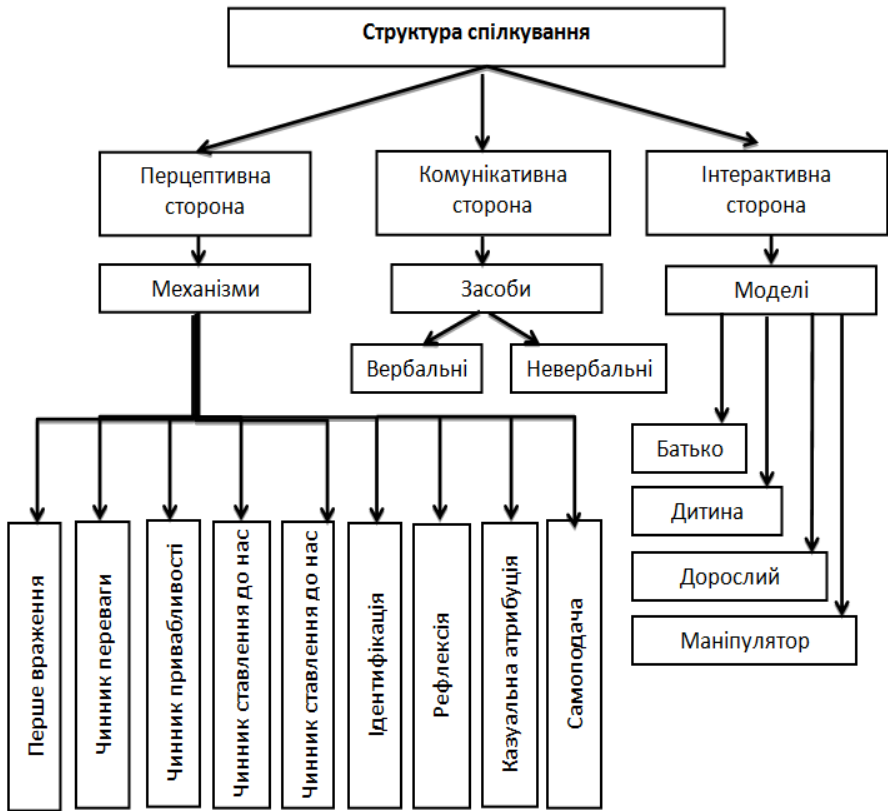 Структура спілкування
Перцептивна
сторона
Комунікативна
сторона
Інтерактивна
сторона
Механізми
Засоби
Моделі
Вербальні
Невербальні
Батько
Дитина
Дорослий
Маніпулятор
Перше враження
Чинник переваги
Чинник привабливості
Чинник ставлення до нас
Чинник ставлення до нас
Ідентифікація
Рефлексія
Казуальна атрибуція
Самоподача